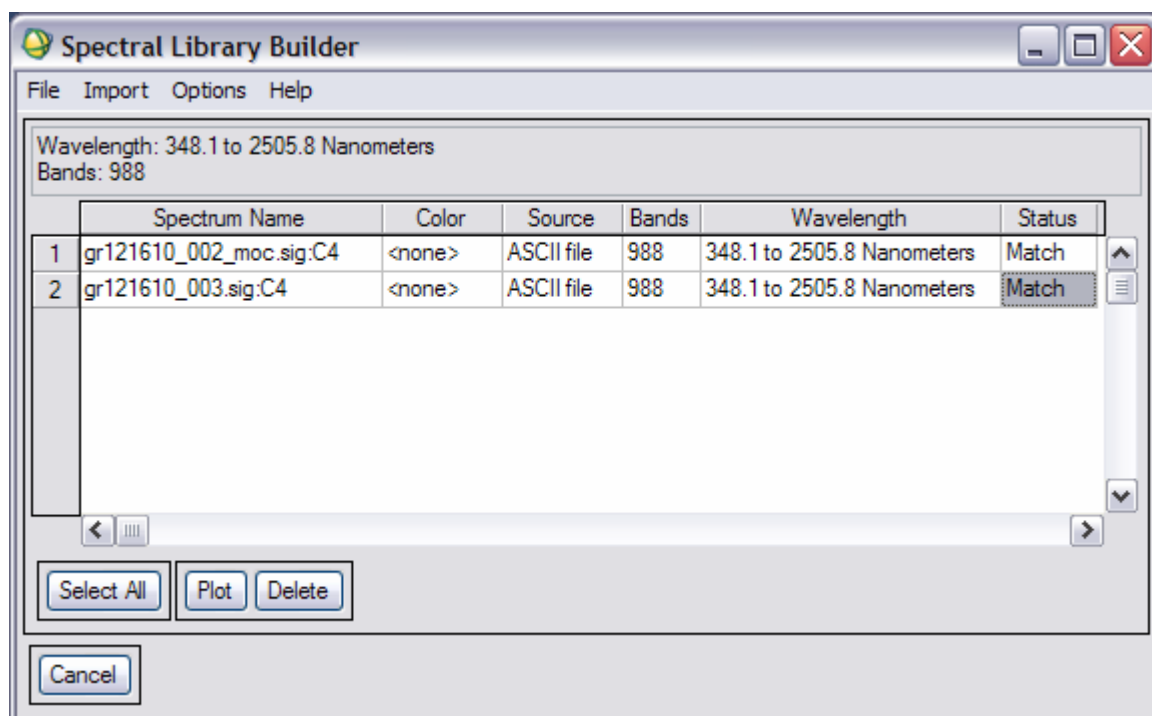 Spectral Library Builder
File Import Options Help
Wavelength: 348.1 to 2505.8 Nanometers
Bands: 988
Spectrum Name Color Source Bands Wavelength Status
1 gr121610_002_moc.sig:C4 <none> ASCII file 988 348.1 to 2505.8 Nanometers Match
2 gr121610_003.sig:C4 <none> ASCII file 988 348.1 to 2505.8 Nanometers Match
Select All Plot Delete
Cancel